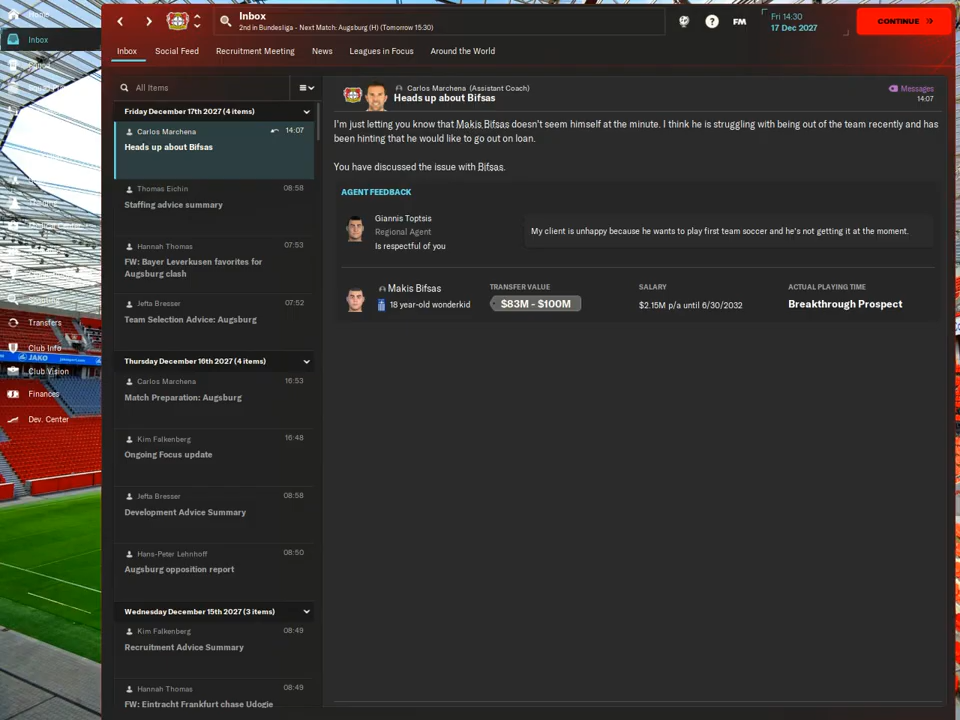 Home
Inbox
2nd in Bundesliga - Next Match: Augsburg (H) (Tomorrow 15:30)
FM
Fri 14:30
17 Dec 2027
CONTINUE
Inbox
Inbox
Social Feed
Recruitment Meeting
News
Leagues in Focus
Around the World
Squad
Transfers
Club Info
JAKO
Club Vision
Finances
Dev. Center
All Items
Friday December 17th 2027 (4 items)
Carlos Marchena
14:07
Heads up about Bifsas
Thomas Eichin
08:58
Staffing advice summary
Hannah Thomas
07:53
FW: Bayer Leverkusen favorites for
Augsburg clash
Jefta Bresser
07:52
Team Selection Advice: Augsburg
Thursday December 16th 2027 (4 items)
Carlos Marchena
16:53
Match Preparation: Augsburg
Kim Falkenberg
16:48
Ongoing Focus update
Jefta Bresser
08:58
Development Advice Summary
Hans-Peter Lehnhoff
08:50
Augsburg opposition report
Wednesday December 15th 2027 (3 items)
Kim Falkenberg
08:49
Recruitment Advice Summary
Hannah Thomas
08:49
FW: Eintracht Frankfurt chase Udogie
Carlos Marchena (Assistant Coach)
Heads up about Bifsas
Messages
14:07
I'm just letting you know that Makis Bifsas doesn't seem himself at the minute. I think he is struggling with being out of the team recently and has
been hinting that he would like to go out on loan.
You have discussed the issue with Bifsas.
AGENT FEEDBACK
Giannis Toptsis
Regional Agent
Is respectful of you
My client is unhappy because he wants to play first team soccer and he's not getting it at the moment.
Makis Bifsas
18 year-old wonderkid
TRANSFER VALUE
$83M - $100M
SALARY
$2.15M p/a until 6/30/2032
ACTUAL PLAYING TIME
Breakthrough Prospect